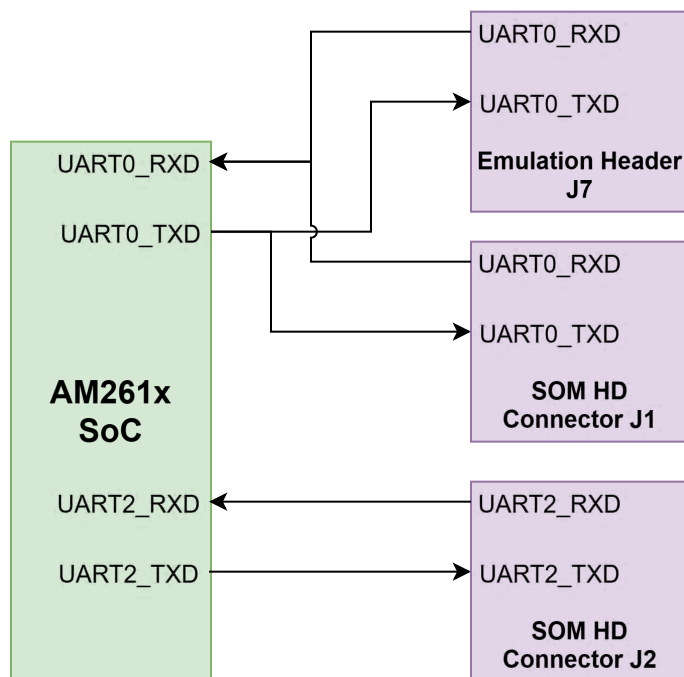 UART0_RXD
UART0_TXD
Emulation Header
J7
UART0_RXD
UART0_TXD
UART0_RXD
UART0_TXD
SOM HD
Connector J1
AM261x
SoC
UART2_RXD
UART2_TXD
UART2_RXD
UART2_TXD
SOM HD
Connector J2